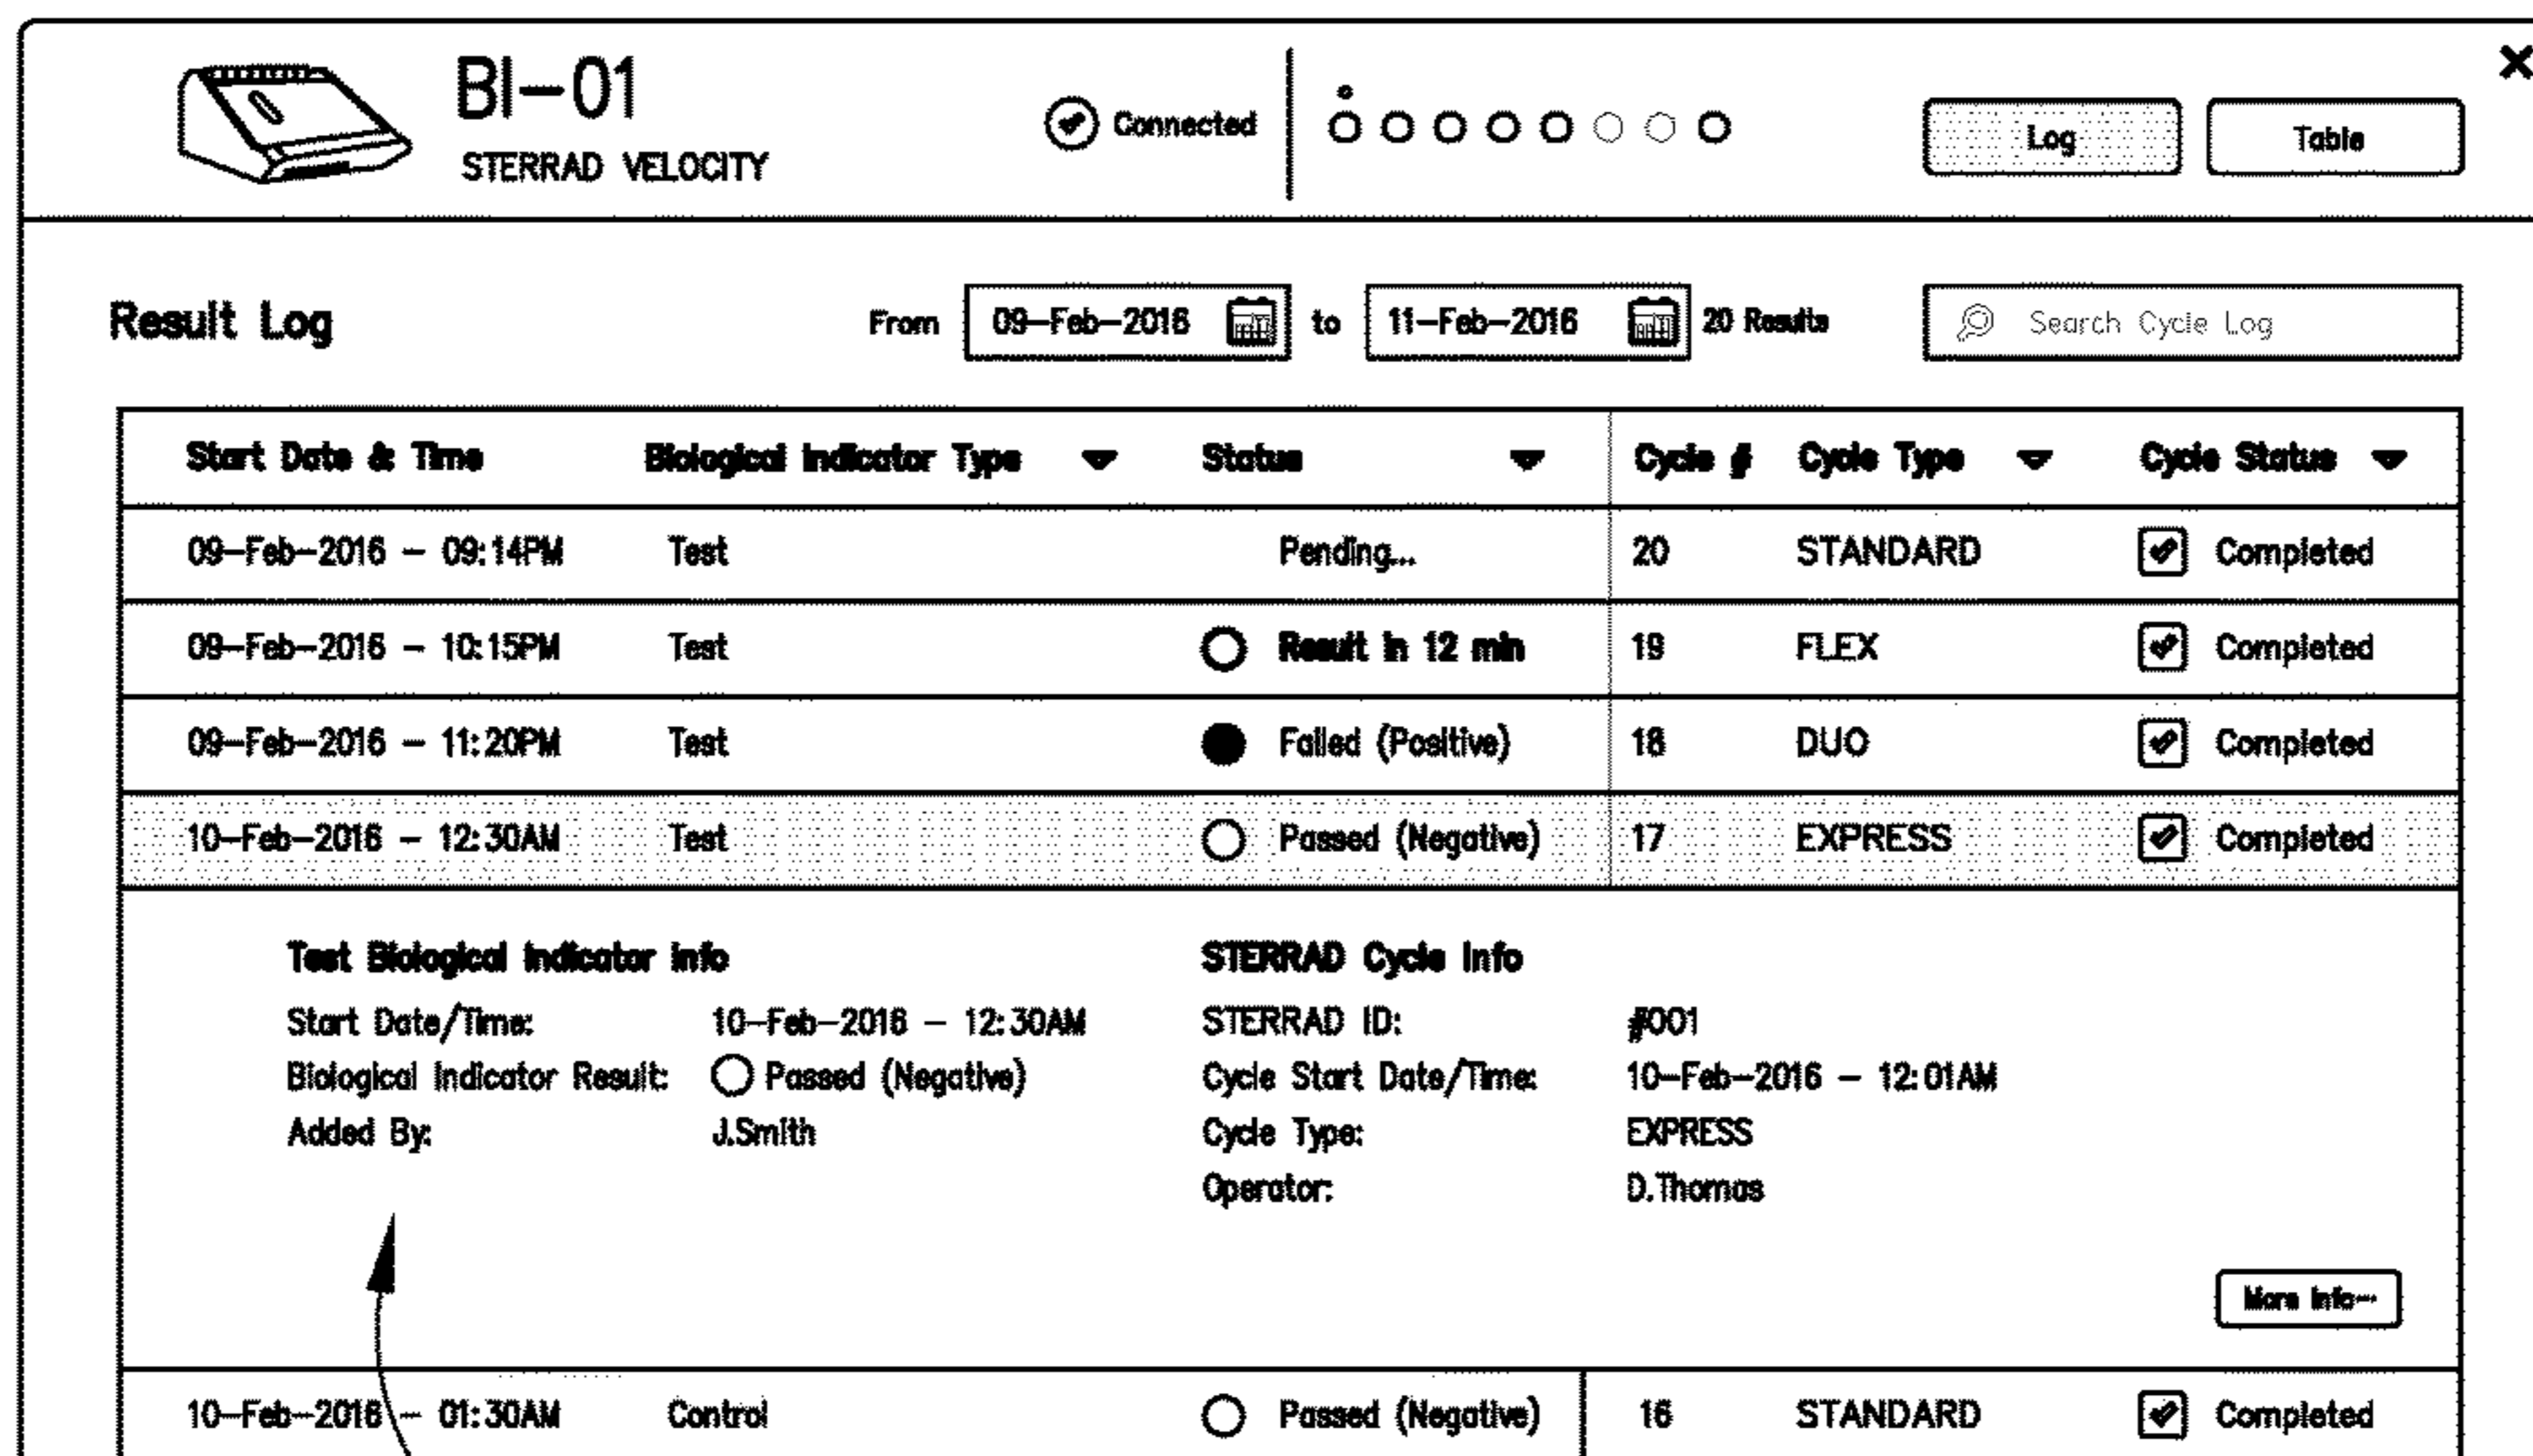 BI-01
STERRAD VELOCITY
Connected
Log
Table
Result Log
From 09-Feb-2016 to 11-Feb-2016 20 Results
Search Cycle Log
Start Date & Time Biological Indicator Type Status Cycle # Cycle Type Cycle Status
09-Feb-2016 - 09:14PM Test Pending... 20 STANDARD Completed
09-Feb-2016 - 10:15PM Test Result in 12 min 19 FLEX Completed
09-Feb-2016 - 11:20PM Test Failed (Positive) 18 DUO Completed
10-Feb-2016 - 12:30AM Test Passed (Negative) 17 EXPRESS Completed
Test Biological Indicator Info
Start Date/Time: 10-Feb-2016 - 12:30AM
Biological Indicator Result: Passed (Negative)
Added By: J.Smith
STERRAD Cycle Info
STERRAD ID: #001
Cycle Start Date/Time: 10-Feb-2016 - 12:01AM
Cycle Type: EXPRESS
Operator: D.Thomas
More Info...
10-Feb-2016 - 01:30AM Control Passed (Negative) 16 STANDARD Completed